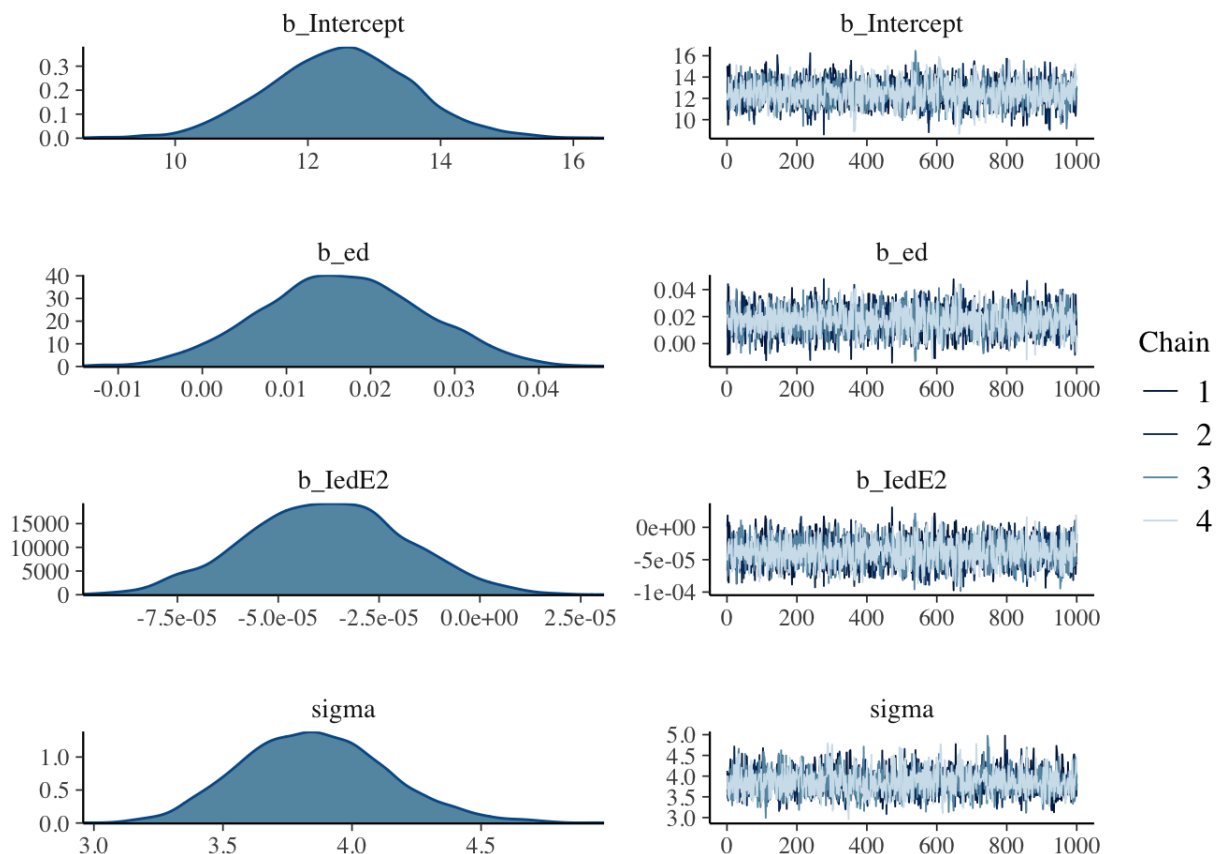 b_Intercept
0.3
0.2
0.1
0.0
10 12 14 16
b_Intercept
16
14
12
10
0 200 400 600 800 1000
b_ed
40
30
20
10
0
-0.01 0.00 0.01 0.02 0.03 0.04
b_ed
0.04
0.02
0.00
0 200 400 600 800 1000
b_IedE2
15000
10000
5000
0
-7.5e-05 -5.0e-05 -2.5e-05 0.0e+00 2.5e-05
b_IedE2
0e+00
-5e-05
-1e-04
0 200 400 600 800 1000
sigma
1.0
0.5
0.0
3.0 3.5 4.0 4.5
sigma
5.0
4.5
4.0
3.5
3.0
0 200 400 600 800 1000
Chain
1
2
3
4